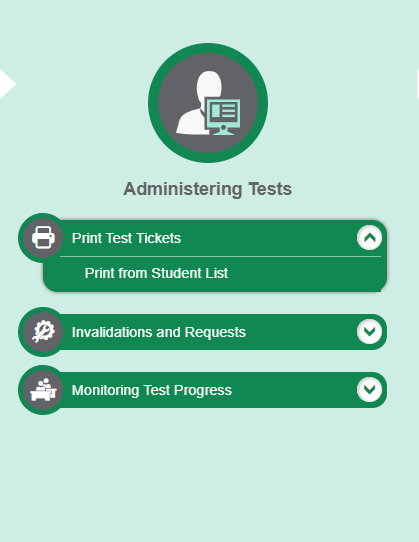 Administering Tests
Print Test Tickets
Print from Student List
Invalidations and Requests
Monitoring Test Progress